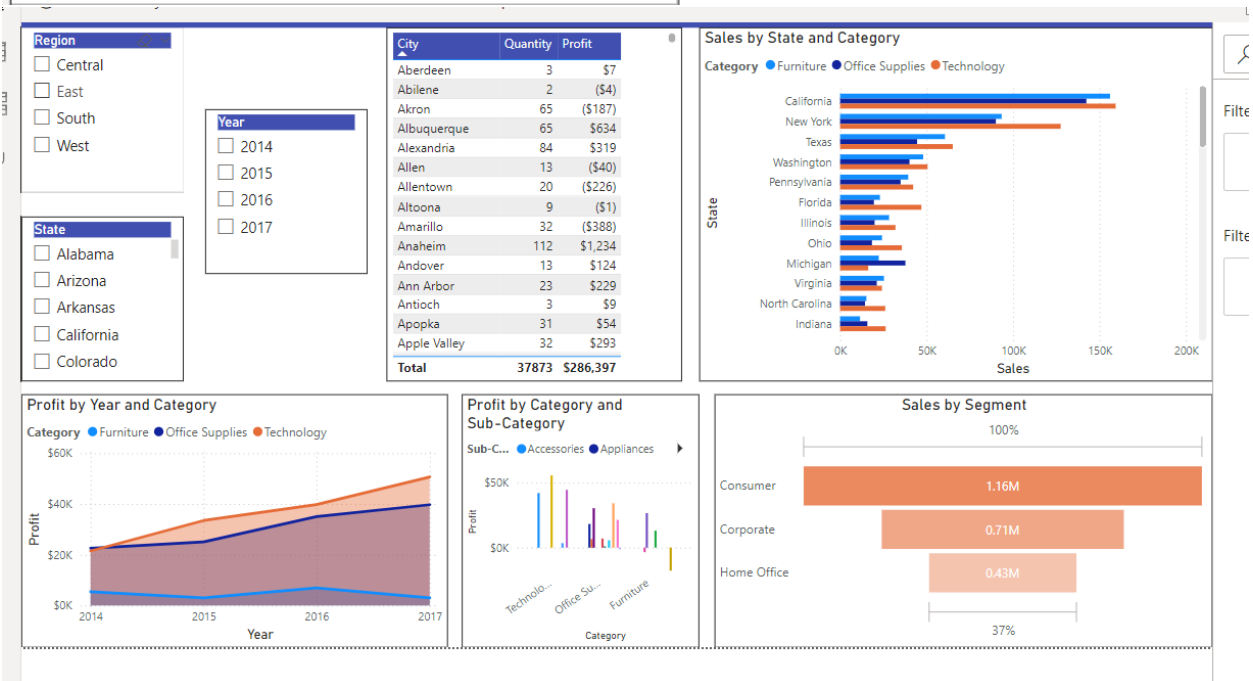 Region
Central
East
South
West
State
Alabama
Arizona
Arkansas
California
Colorado
Year
2014
2015
2016
2017
City Quantity Profit
Aberdeen 3 $7
Abilene 2 ($4)
Akron 65 ($187)
Albuquerque 65 $634
Alexandria 84 $319
Allen 13 ($40)
Allentown 20 ($226)
Altoona 9 ($1)
Amarillo 32 ($388)
Anaheim 112 $1,234
Andover 13 $124
Ann Arbor 23 $229
Antioch 3 $9
Apopka 31 $54
Apple Valley 32 $293
Total 37873 $286,397
Sales by State and Category
Category Furniture Office Supplies Technology
State
California
New York
Texas
Washington
Pennsylvania
Florida
Illinois
Ohio
Michigan
Virginia
North Carolina
Indiana
0K 50K 100K 150K 200K
Sales
Filte
Filte
Profit by Year and Category
Category Furniture Office Supplies Technology
Profit
$60K
$40K
$20K
$0K
2014 2015 2016 2017
Year
Profit by Category and
Sub-Category
Sub-C... Accessories Appliances
Profit
$50K
$0K
Technolo... Office Su... Furniture
Category
Sales by Segment
100%
Consumer 1.16M
Corporate 0.71M
Home Office 0.43M
37%